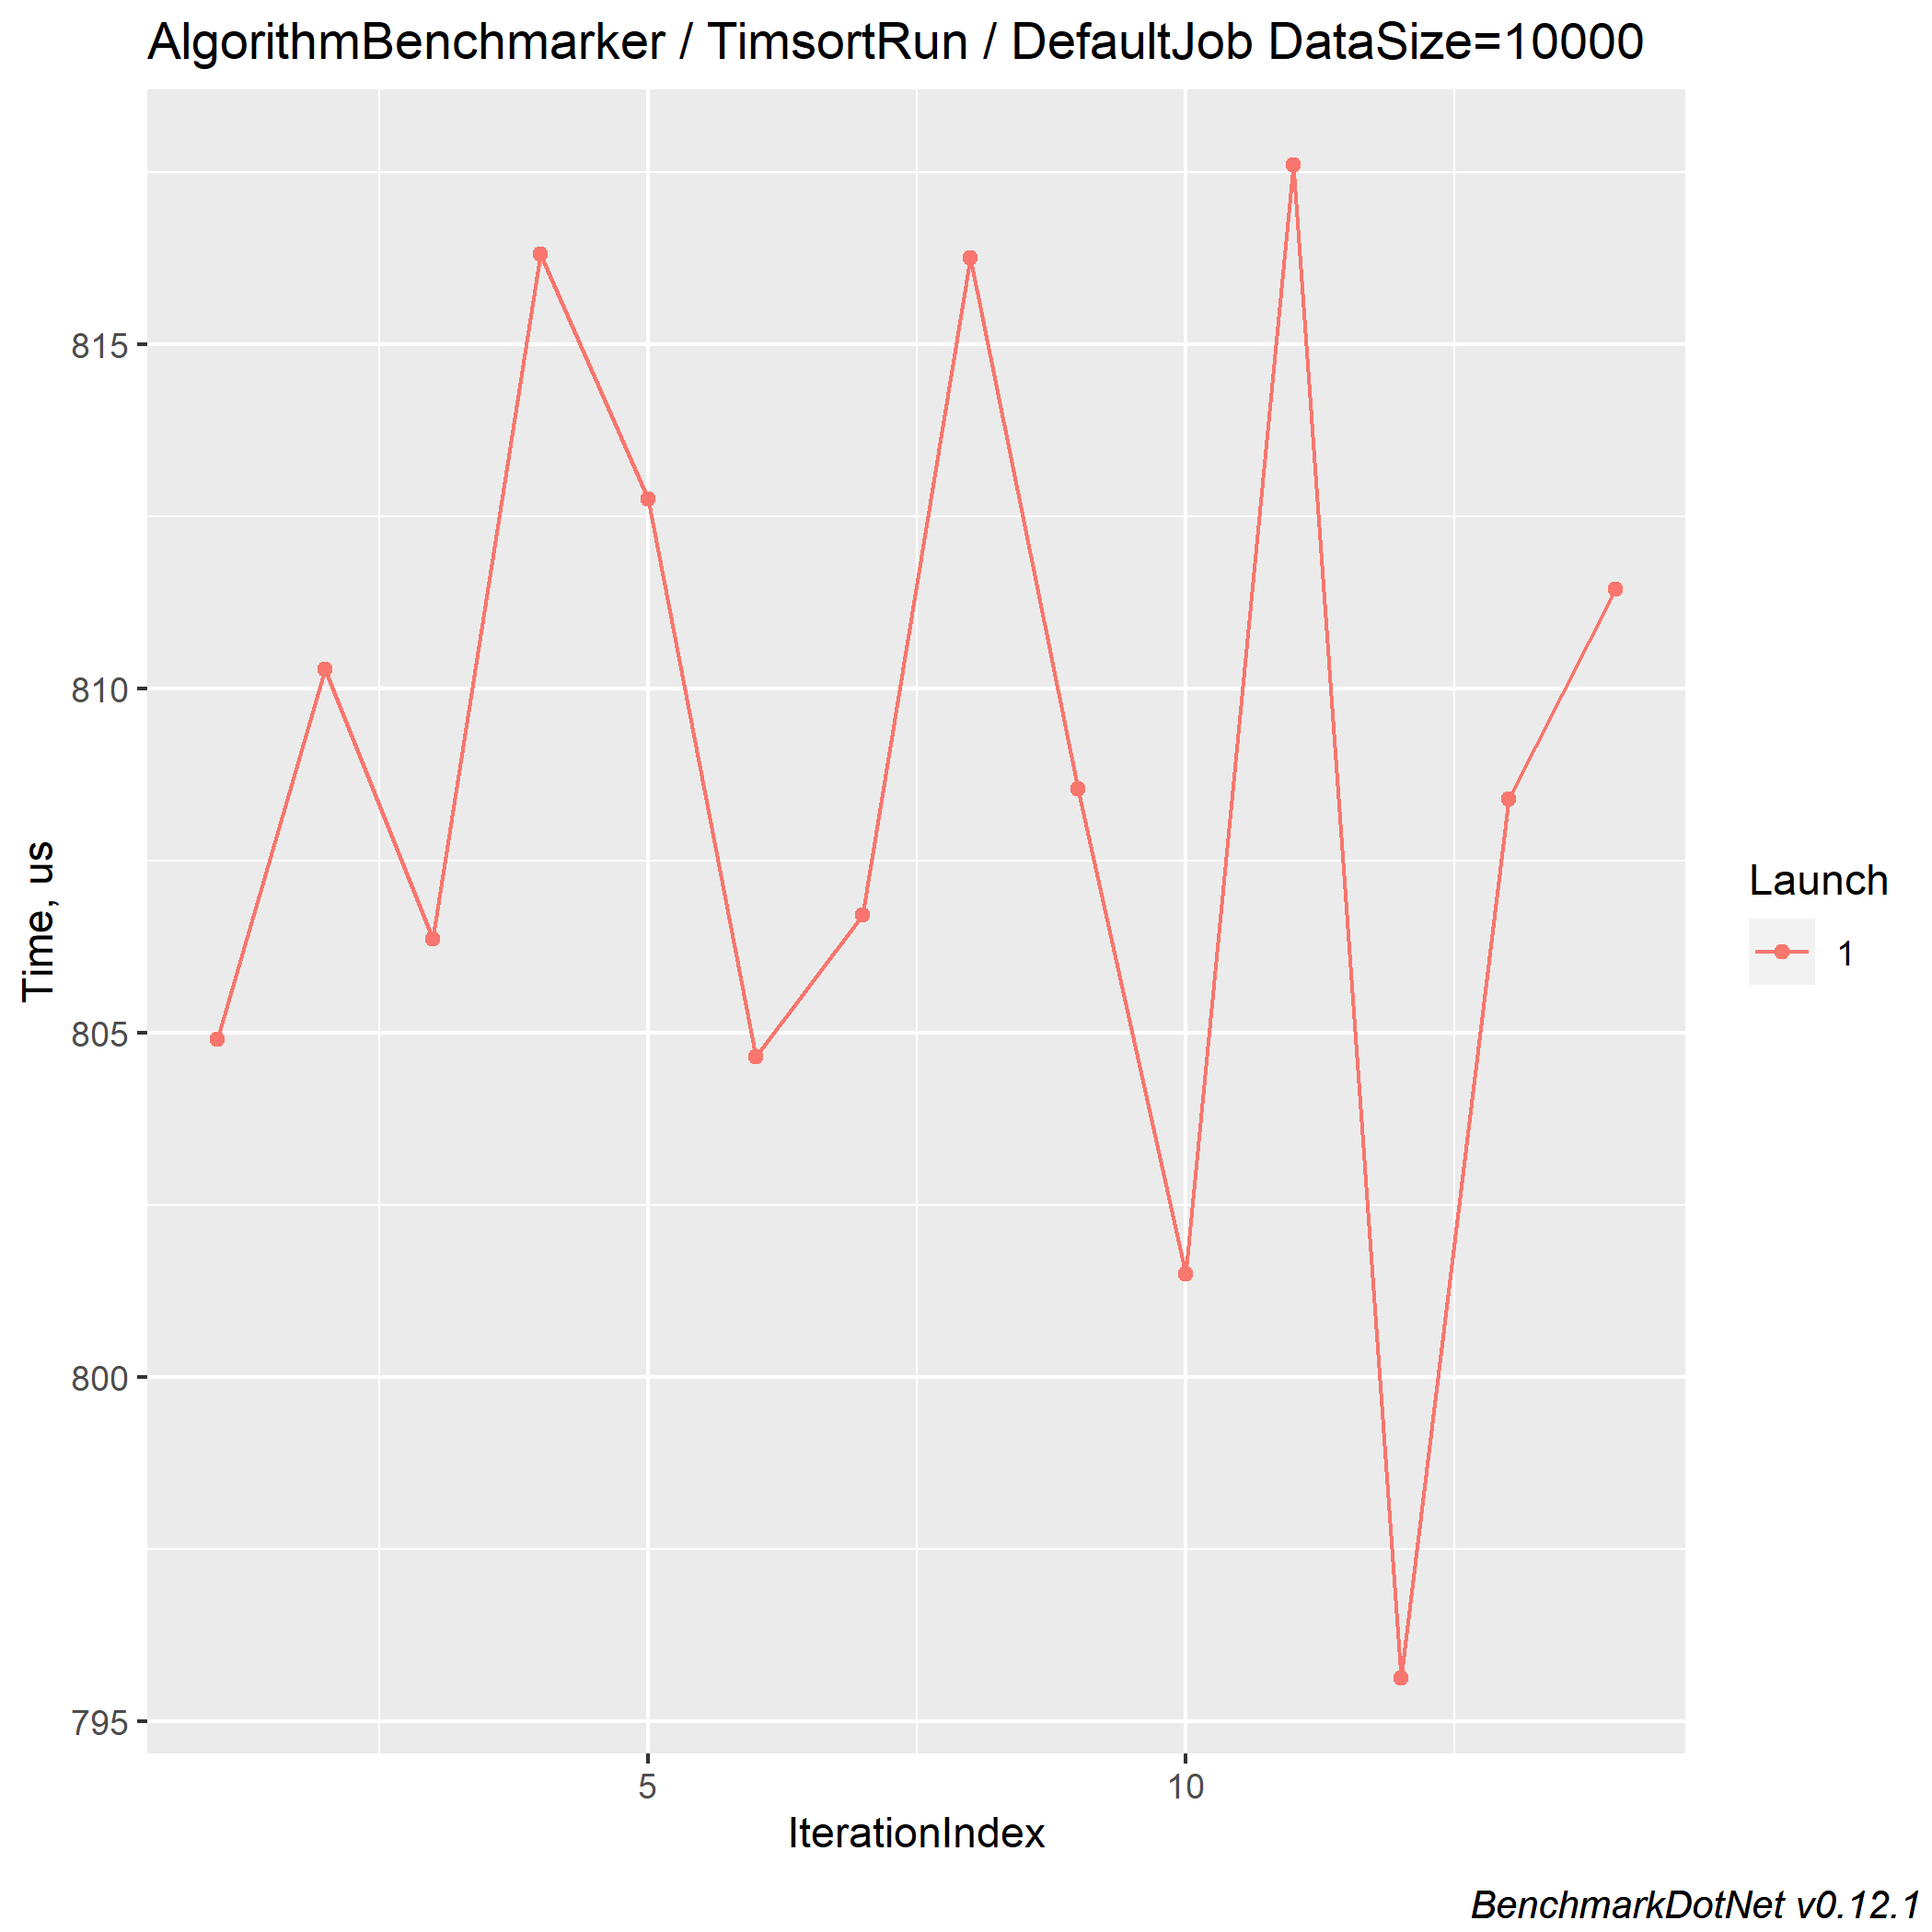 AlgorithmBenchmarker / TimsortRun / DefaultJob DataSize=10000
815
810
805
800
795
Time, us
5
10
IterationIndex
Launch
1
BenchmarkDotNet v0.12.1